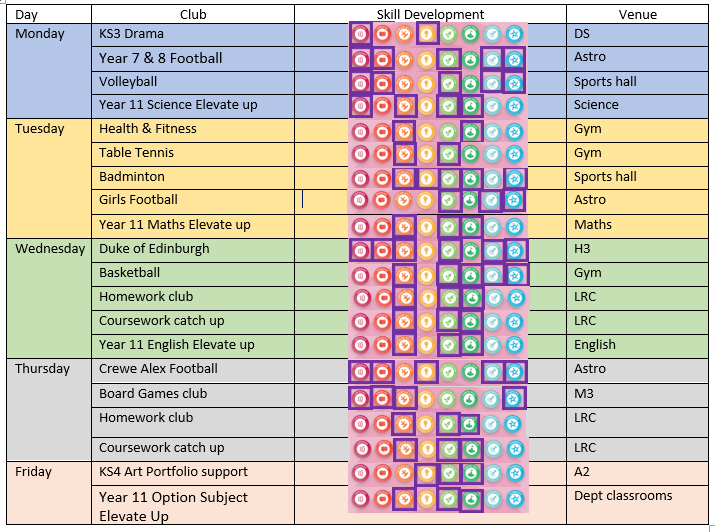 Day Club Skill Development Venue
Monday KS3 Drama DS
Year 7 & 8 Football Astro
Volleyball Sports hall
Year 11 Science Elevate up Science
Tuesday Health & Fitness Gym
Table Tennis Gym
Badminton Sports hall
Girls Football Astro
Year 11 Maths Elevate up Maths
Wednesday Duke of Edinburgh H3
Basketball Gym
Homework club LRC
Coursework catch up LRC
Year 11 English Elevate up English
Thursday Crewe Alex Football Astro
Board Games club M3
Homework club LRC
Coursework catch up LRC
Friday KS4 Art Portfolio support A2
Year 11 Option Subject Dept classrooms
Elevate Up